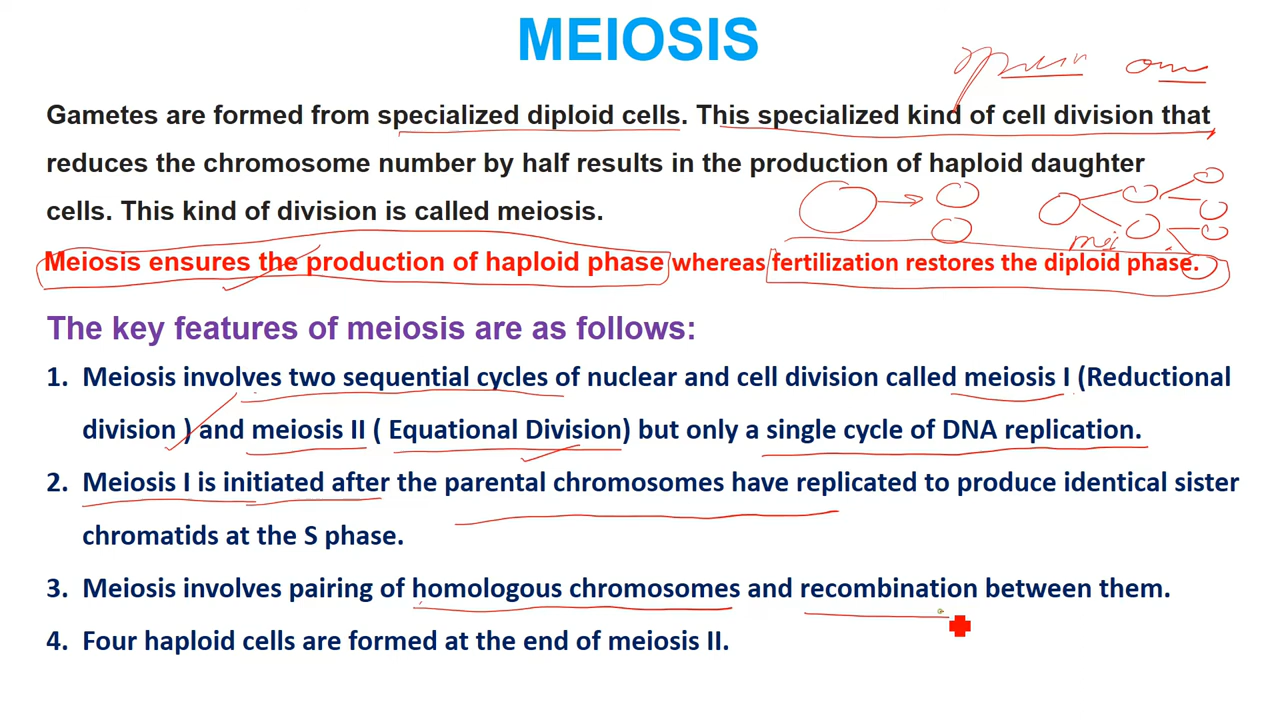 MEIOSIS
Gametes are formed from specialized diploid cells. This specialized kind of cell division that
reduces the chromosome number by half results in the production of haploid daughter
cells. This kind of division is called meiosis.
Meiosis ensures the production of haploid phase whereas fertilization restores the diploid phase.
The key features of meiosis are as follows:
1. Meiosis involves two sequential cycles of nuclear and cell division called meiosis I (Reductional
division ) and meiosis II ( Equational Division) but only a single cycle of DNA replication.
2. Meiosis I is initiated after the parental chromosomes have replicated to produce identical sister
chromatids at the S phase.
3. Meiosis involves pairing of homologous chromosomes and recombination between them.
4. Four haploid cells are formed at the end of meiosis II.